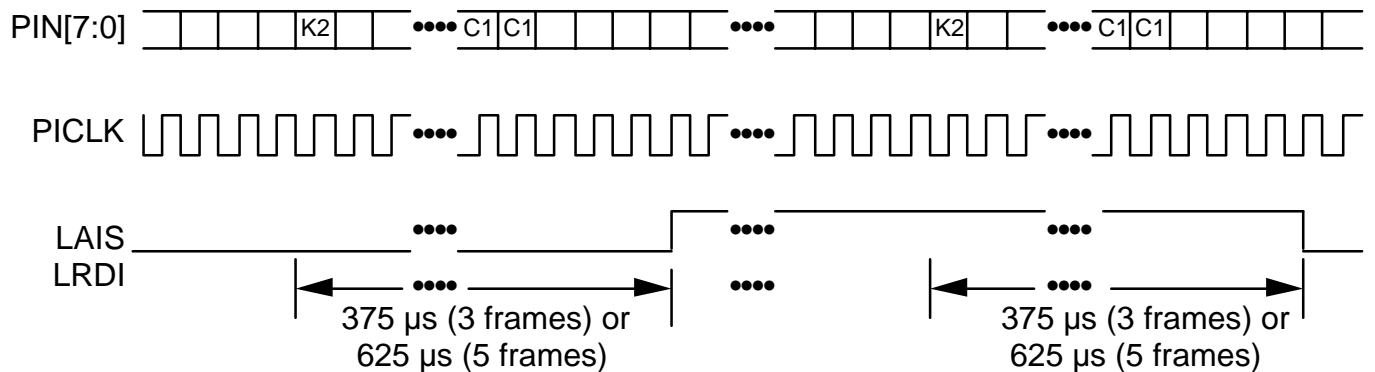 PIN[7:0] K2 •••• C1 C1 •••• K2 •••• C1 C1
PICLK •••• •••• ••••
LAIS •••• •••• ••••
LRDI •••• •••• ••••
375 µs (3 frames) or 375 µs (3 frames) or
625 µs (5 frames) 625 µs (5 frames)